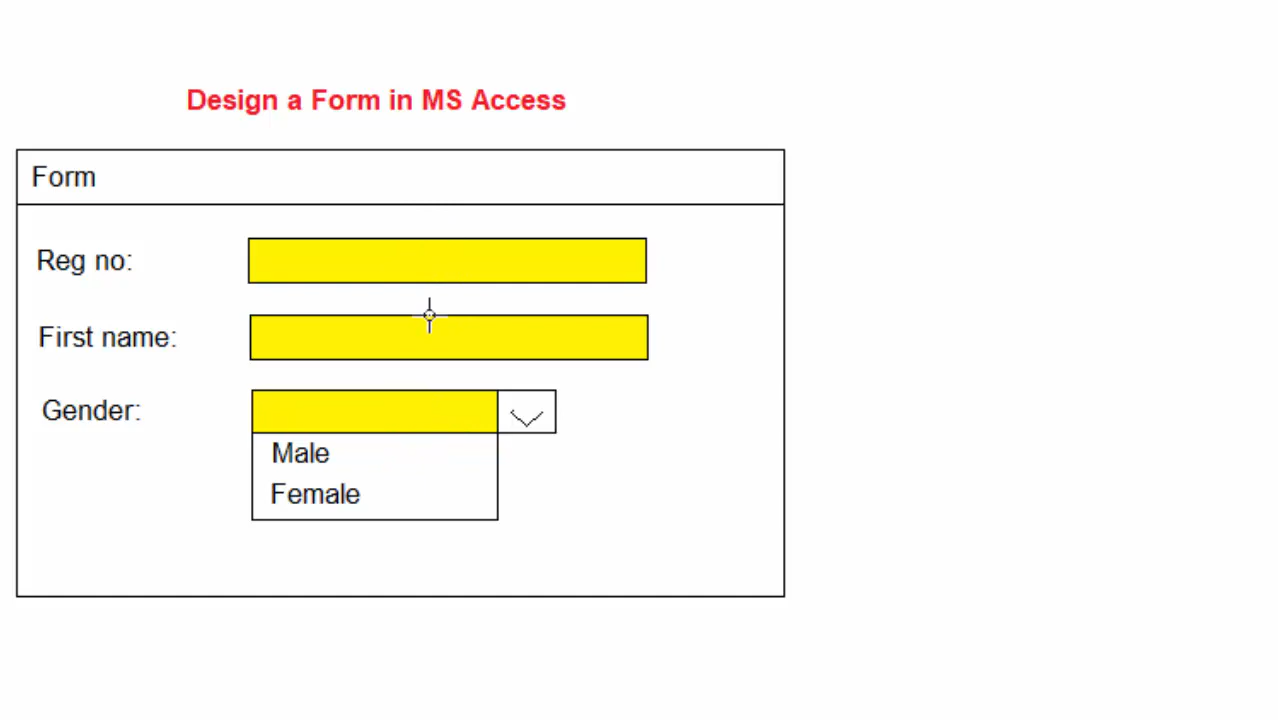 Design a Form in MS Access
Form
Reg no:
First name:
Gender:
Male
Female